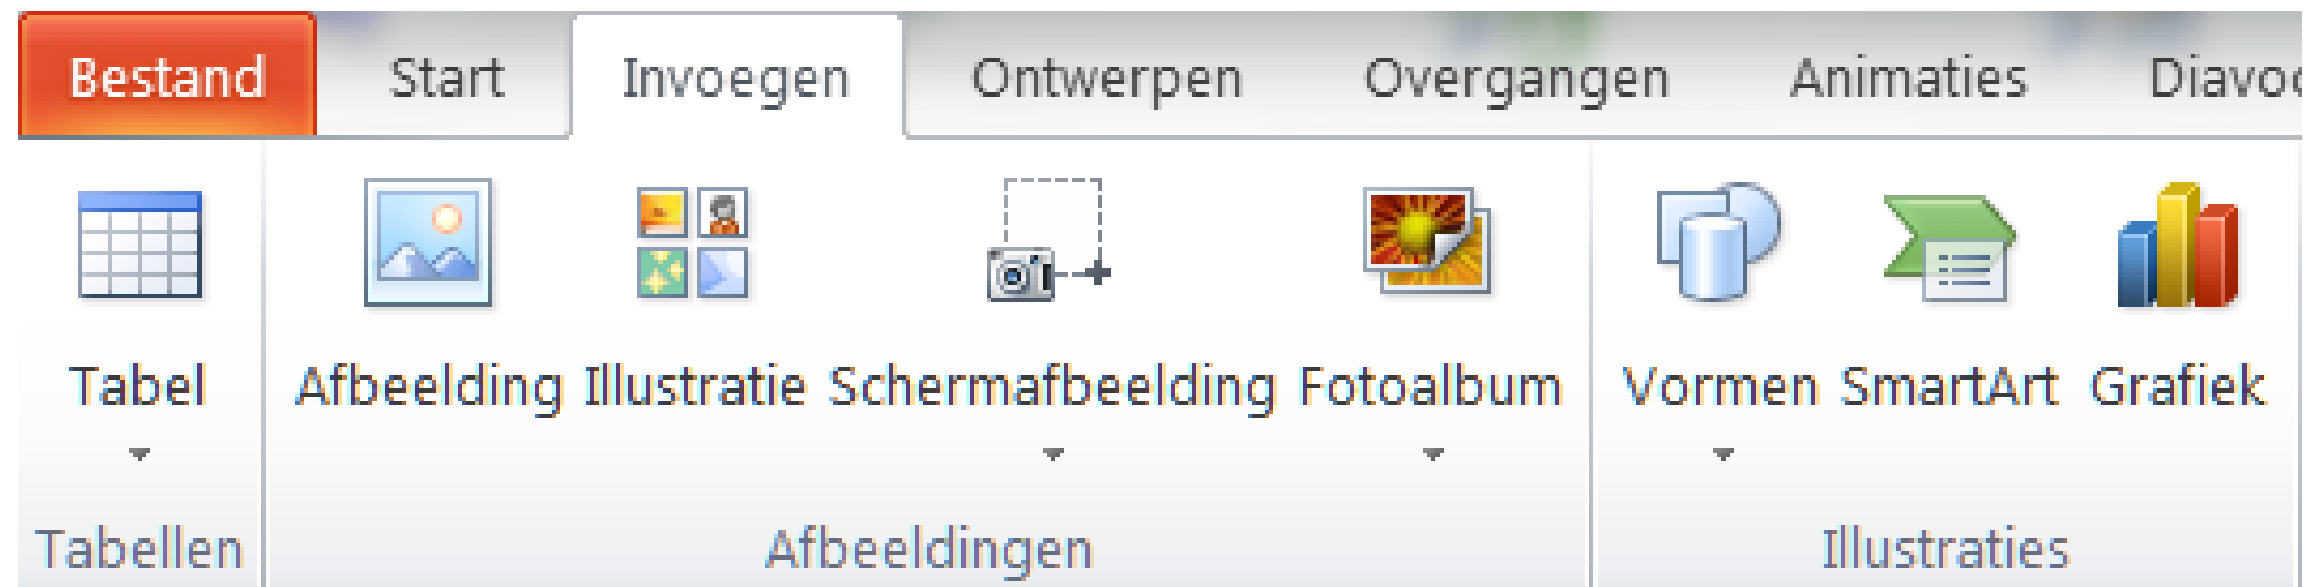 Bestand Start Invoegen Ontwerpen Overgangen Animaties
Tabel Afbeelding Illustratie Schermafbeelding Fotoalbum Vormen SmartArt Grafiek
Tabellen Afbeeldingen Illustraties